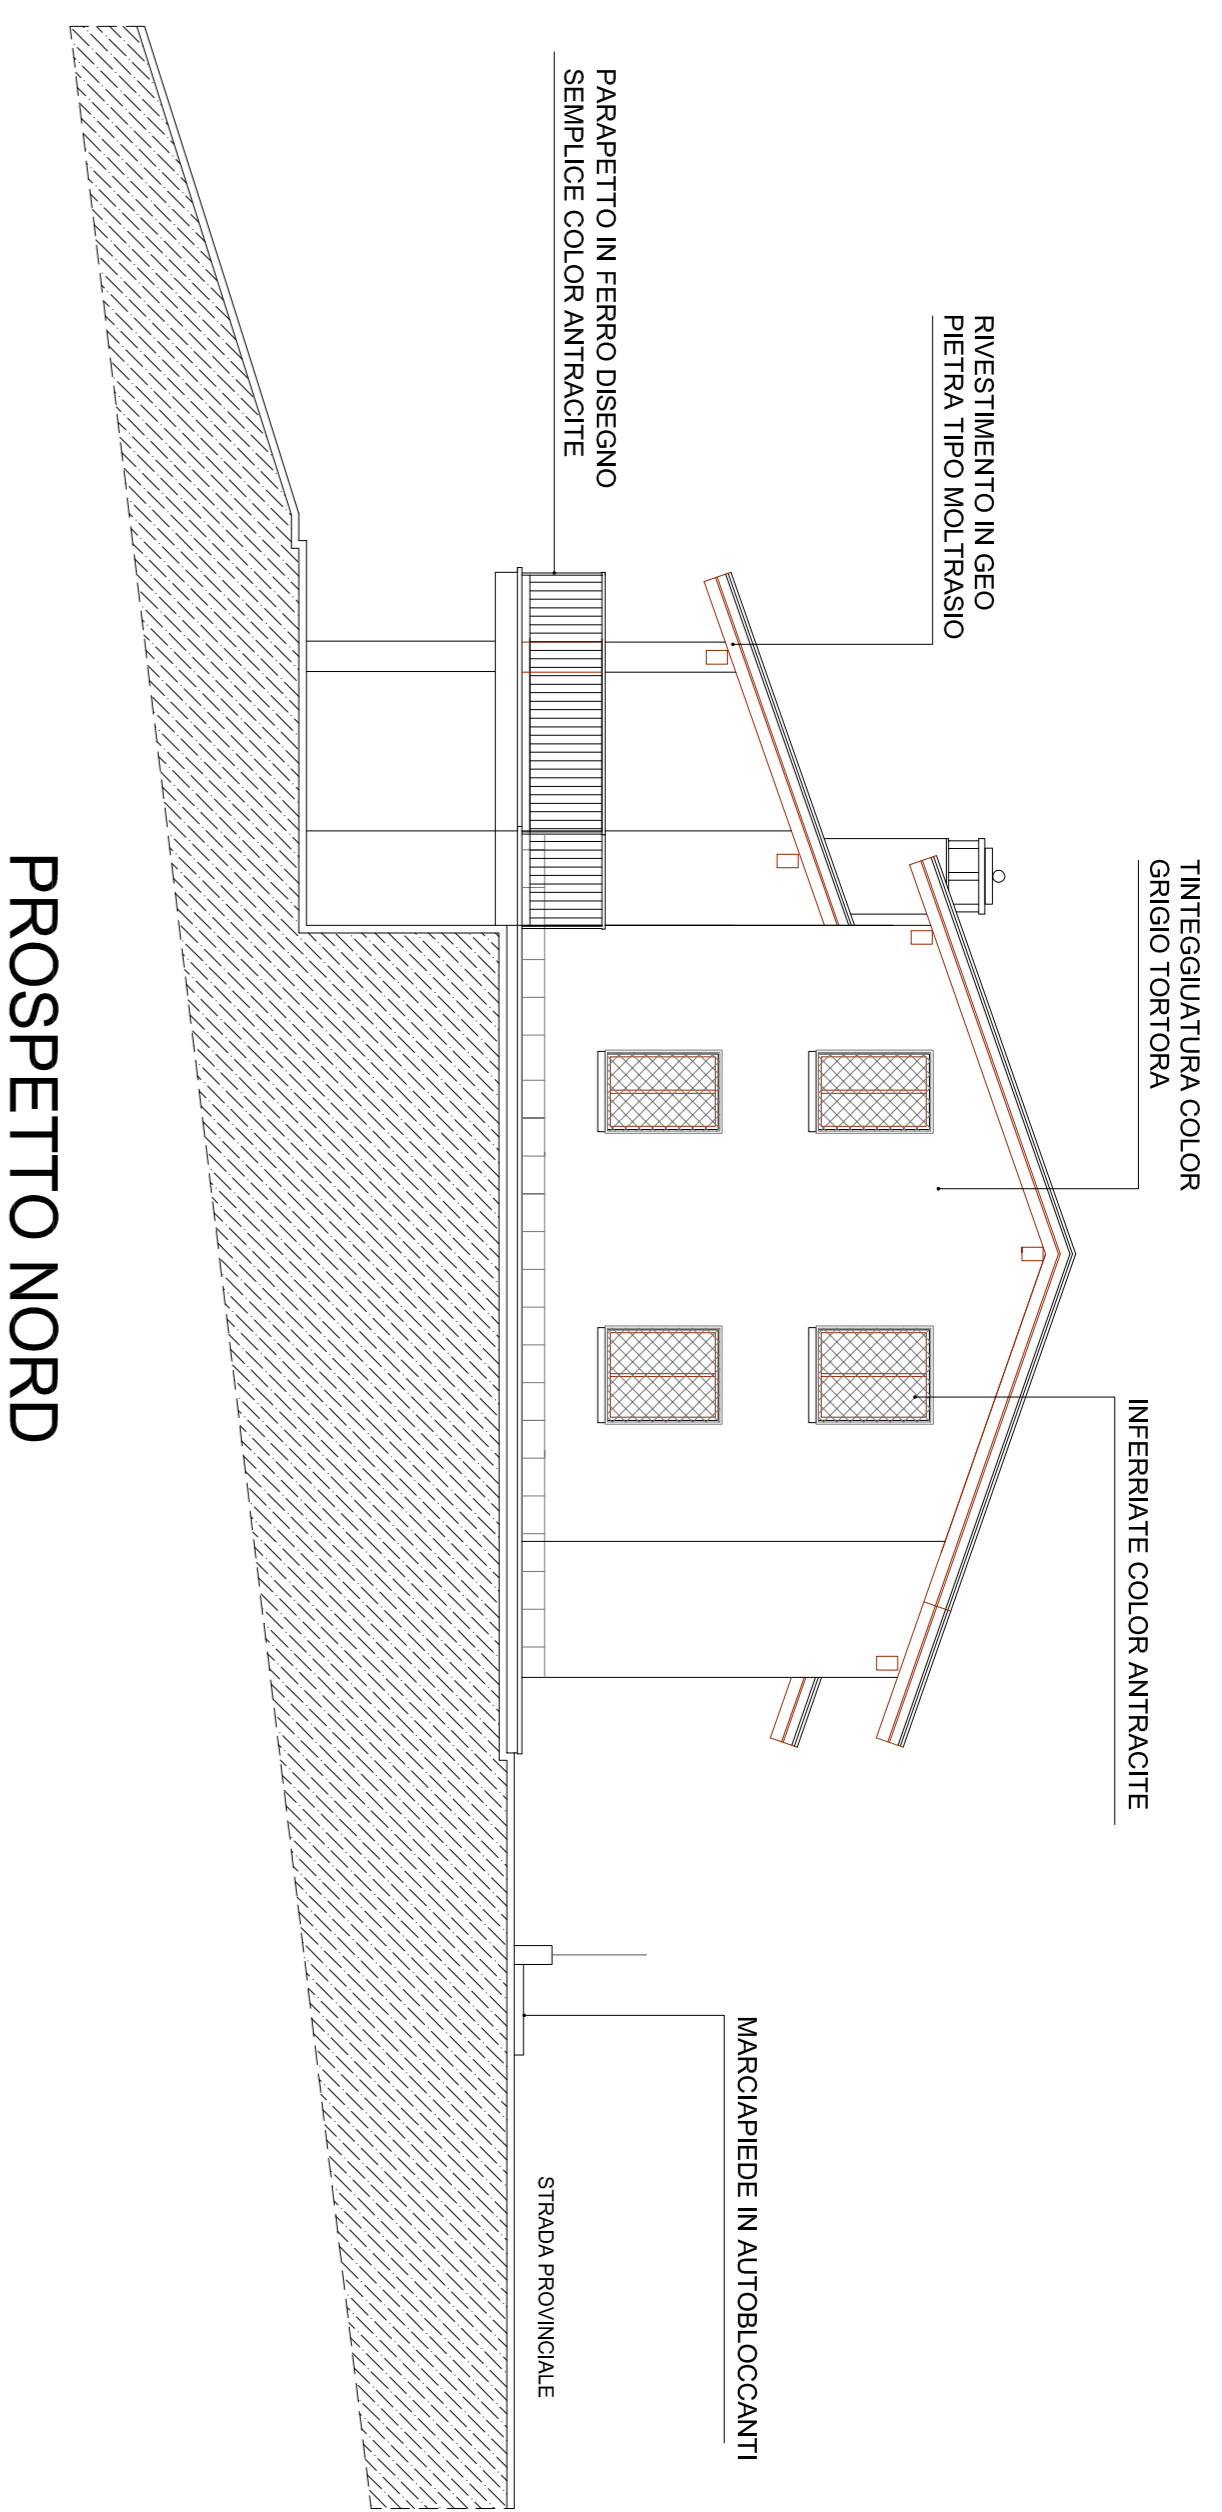 TINTEGGIUATURA COLOR
GRIGIO TORTORA
INFERRIATE COLOR ANTRACITE
RIVESTIMENTO IN GEO
PIETRA TIPO MOLTRASIO
MARCIAPIEDE IN AUTOBLOCCANTI
PARAPETTO IN FERRO DISEGNO
SEMPLICE COLOR ANTRACITE
STRADA PROVINCIALE
PROSPETTO NORD